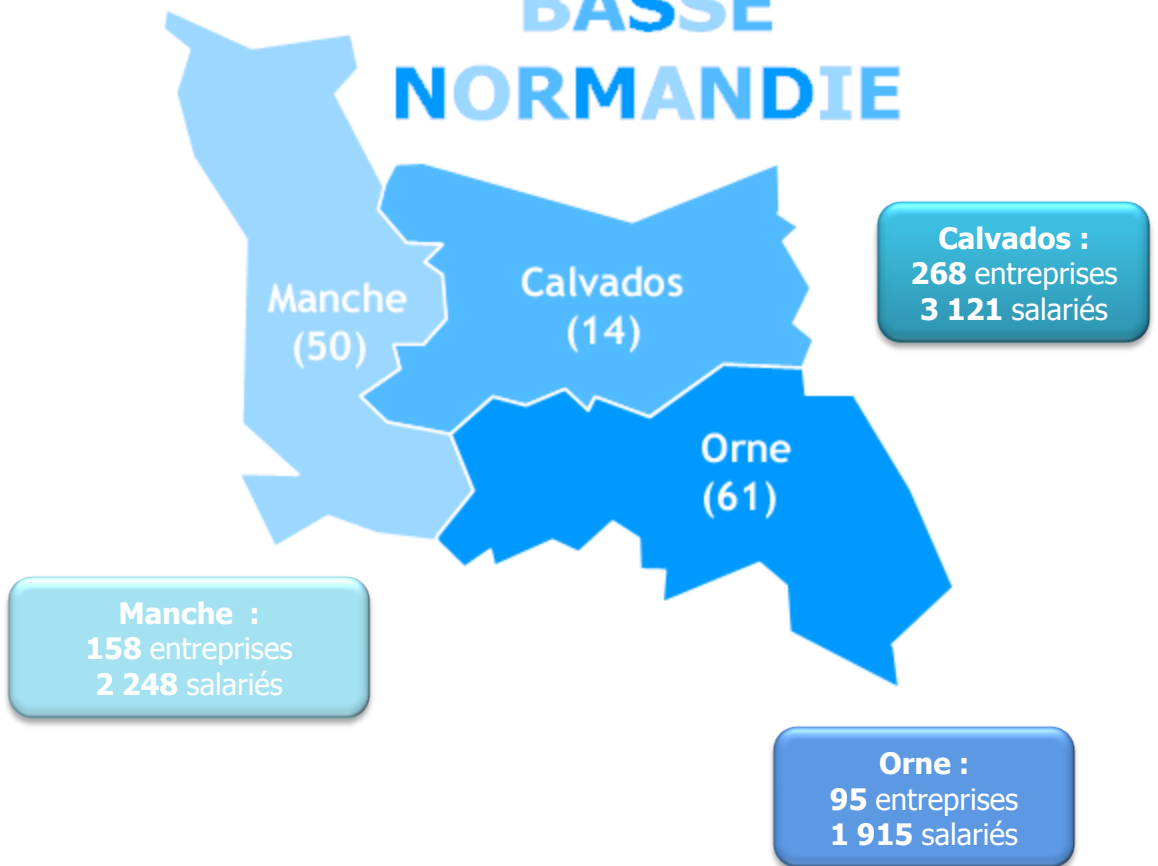 BASSE
NORMANDIE
Manche
(50)
Calvados
(14)
Orne
(61)
Calvados :
268 entreprises
3 121 salariés
Manche :
158 entreprises
2 248 salariés
Orne :
95 entreprises
1 915 salariés